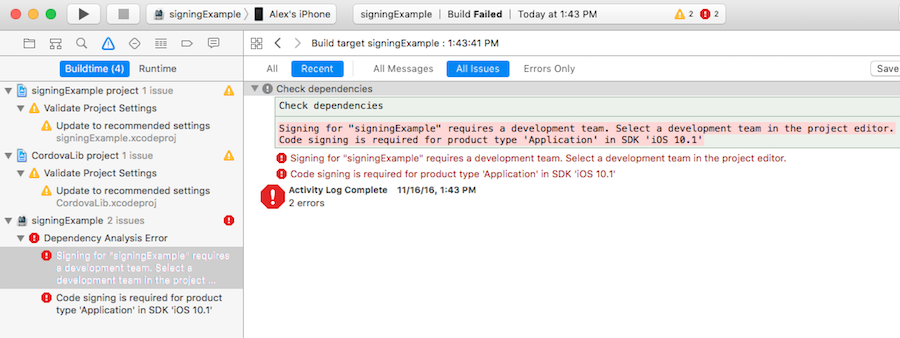 signingExample Alex's iPhone
signingExample Build Failed Today at 1:43 PM 2 2
Build target signingExample : 1:43:41 PM
Buildtime (4) Runtime
All Recent All Messages All Issues Errors Only Save
signingExample project 1 issue
Validate Project Settings
Update to recommended settings
signingExample.xcodeproj
CordovaLib project 1 issue
Validate Project Settings
Update to recommended settings
CordovaLib.xcodeproj
signingExample 2 issues
Dependency Analysis Error
Signing for "signingExample" requires
a development team. Select a
development team in the project ...
Code signing is required for product
type 'Application' in SDK 'iOS 10.1'
Check dependencies
Check dependencies
Signing for "signingExample" requires a development team. Select a development team in the project editor.
Code signing is required for product type 'Application' in SDK 'iOS 10.1'
Signing for "signingExample" requires a development team. Select a development team in the project editor.
Code signing is required for product type 'Application' in SDK 'iOS 10.1'
Activity Log Complete 11/16/16, 1:43 PM
2 errors